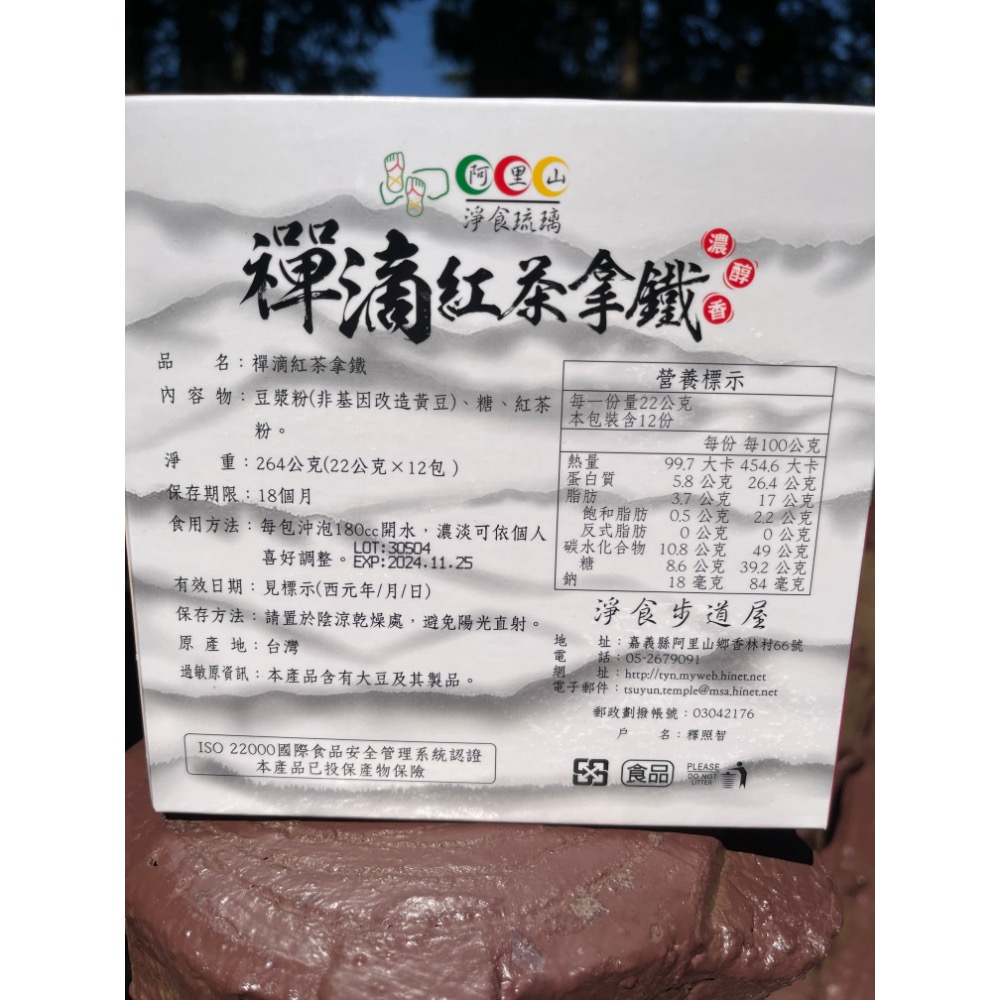 阿里山
淨食琉璃
禪滴紅茶拿鐵
濃醇香
品 名：禪滴紅茶拿鐵
內 容 物：豆漿粉(非基因改造黃豆)、糖、紅茶
粉。
淨 重：264公克(22公克×12包)
保存期限：18個月
食用方法：每包沖泡180cc開水，濃淡可依個人
喜好調整。
LOT:30504
EXP:2024.11.25
有效日期：見標示(西元年/月/日)
保存方法：請置於陰涼乾燥處，避免陽光直射。
原 產 地：台灣
過敏原資訊：本產品含有大豆及其製品。
ISO 22000國際食品安全管理系統認證
本產品已投保產物保險
營養標示
每一份量22公克
本包裝含12份
每份 每100公克
熱量 99.7 大卡 454.6 大卡
蛋白質 5.8 公克 26.4 公克
脂肪 3.7 公克 17 公克
飽和脂肪 0.5 公克 2.2 公克
反式脂肪 0 公克 0 公克
碳水化合物 10.8 公克 49 公克
糖 8.6 公克 39.2 公克
鈉 18 毫克 84 毫克
淨食步道屋
地 址：嘉義縣阿里山鄉香林村66號
電 話：05-2679091
網 址：http://tyn.myweb.hinet.net
電子郵件：tsuyun.temple@msa.hinet.net
郵政劃撥帳號：03042176
戶 名：釋照智
食品
PLEASE
DO NOT
LITTER